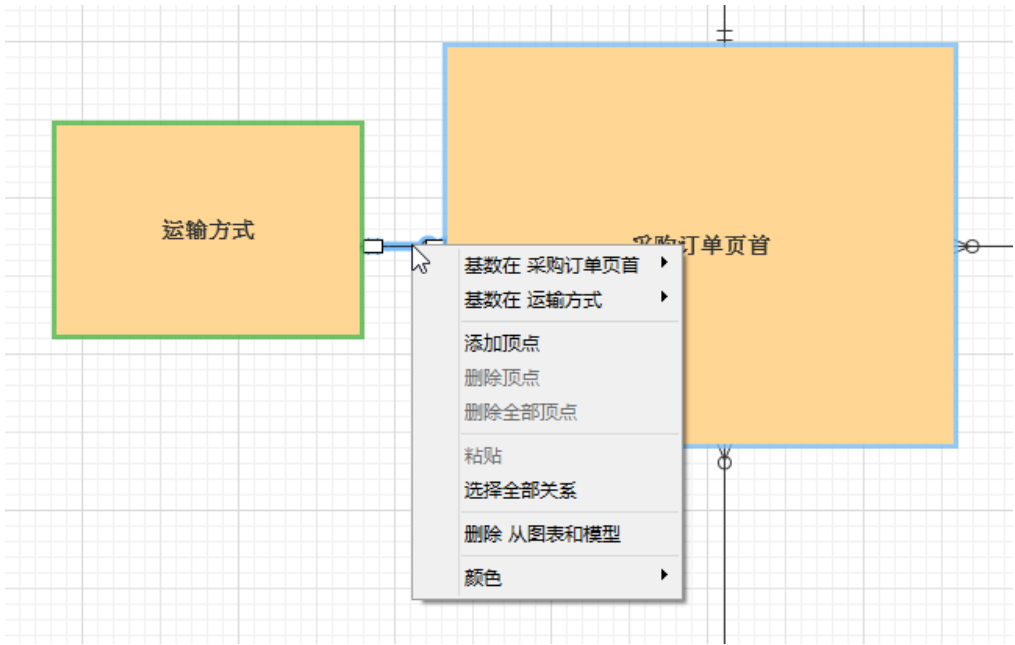 运输方式
采购订单页首
基数在 采购订单页首
基数在 运输方式
添加顶点
删除顶点
删除全部顶点
粘贴
选择全部关系
删除 从图表和模型
颜色